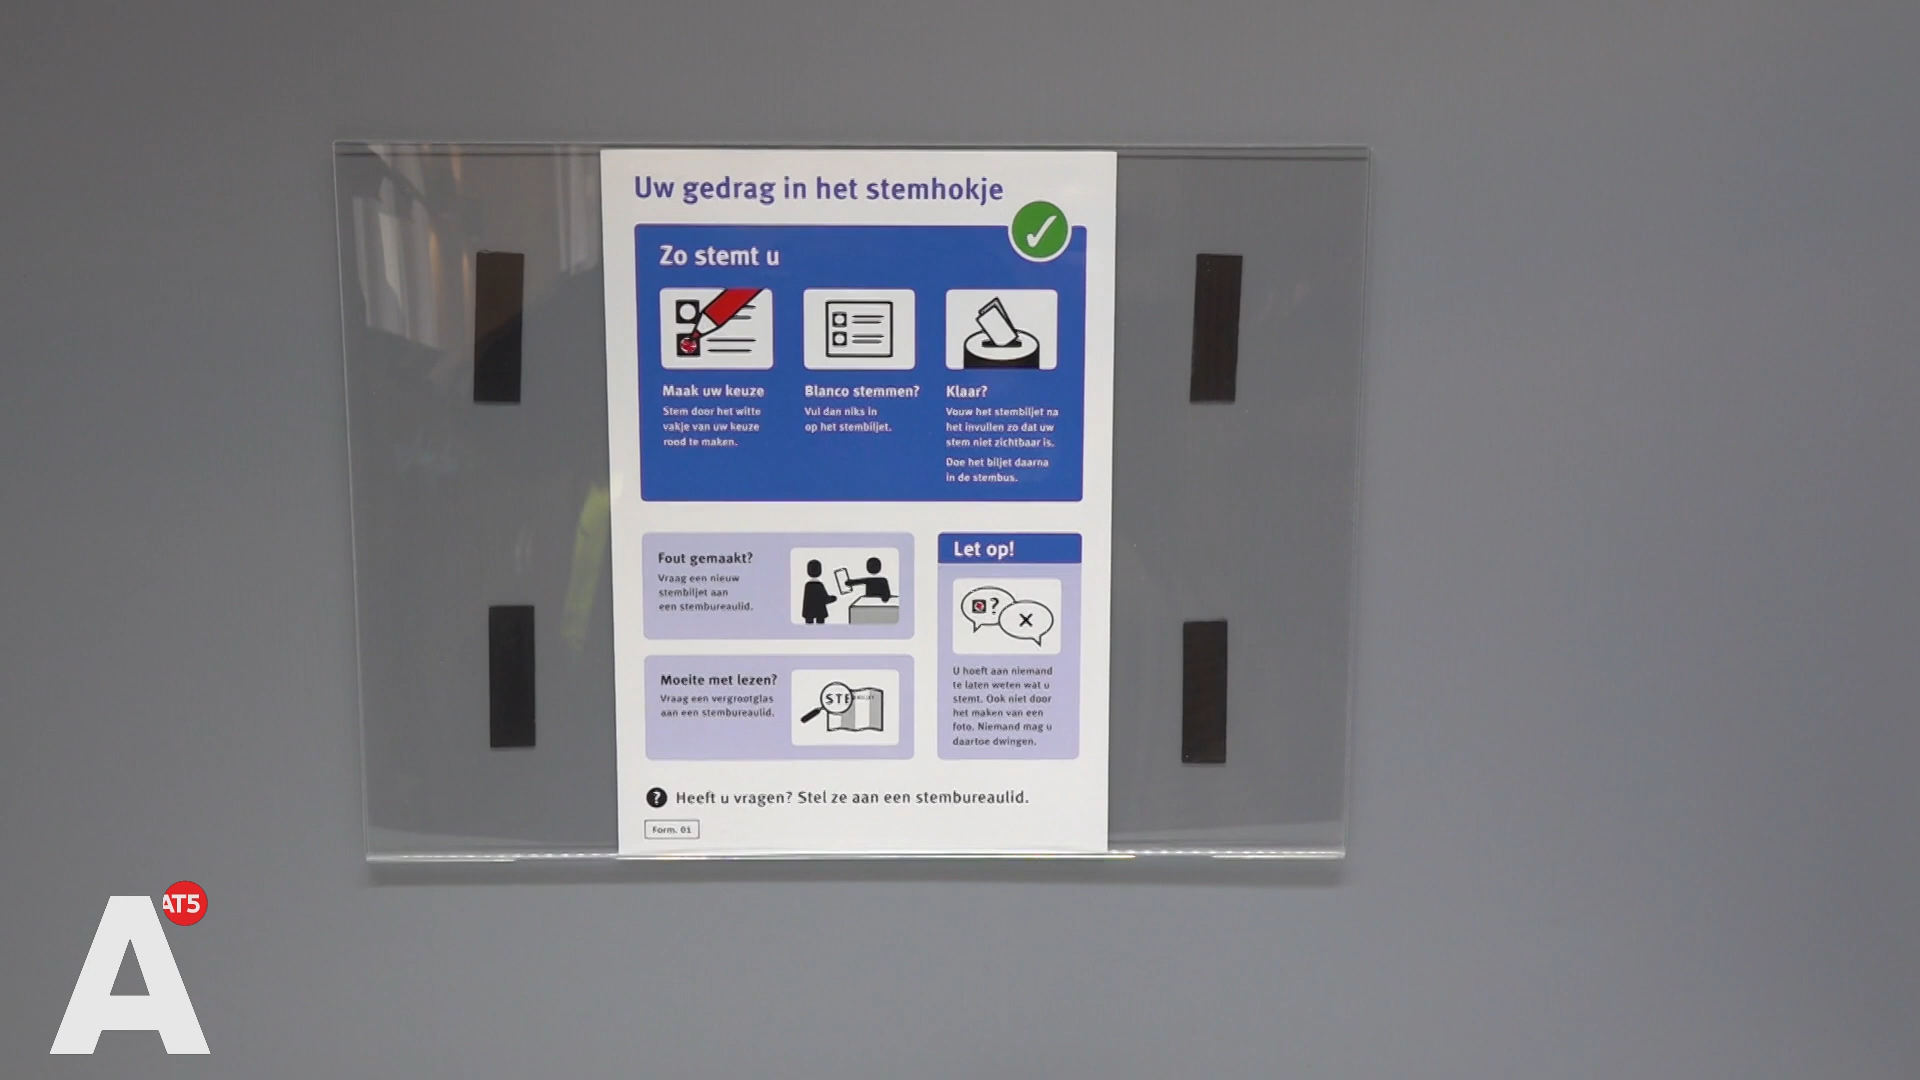 Uw gedrag in het stemhokje
Zo stemt u
Maak uw keuze
Stem door het witte
vakje van uw keuze
rood te maken.
Blanco stemmen?
Vul dan niks in
op het stembiljet.
Klaar?
Vouw het stembiljet na
het invullen zo dat uw
stem niet zichtbaar is.
Doe het biljet daarna
in de stembus.
Fout gemaakt?
Vraag een nieuw
stembiljet aan
een stembureaulid.
Moeite met lezen?
Vraag een vergrootglas
aan een stembureaulid.
STE
Let op!
?
U hoeft aan niemand
te laten weten wat u
stemt. Ook niet door
het maken van een
foto. Niemand mag u
daartoe dwingen.
? Heeft u vragen? Stel ze aan een stembureaulid.
Form. 01
A
AT5